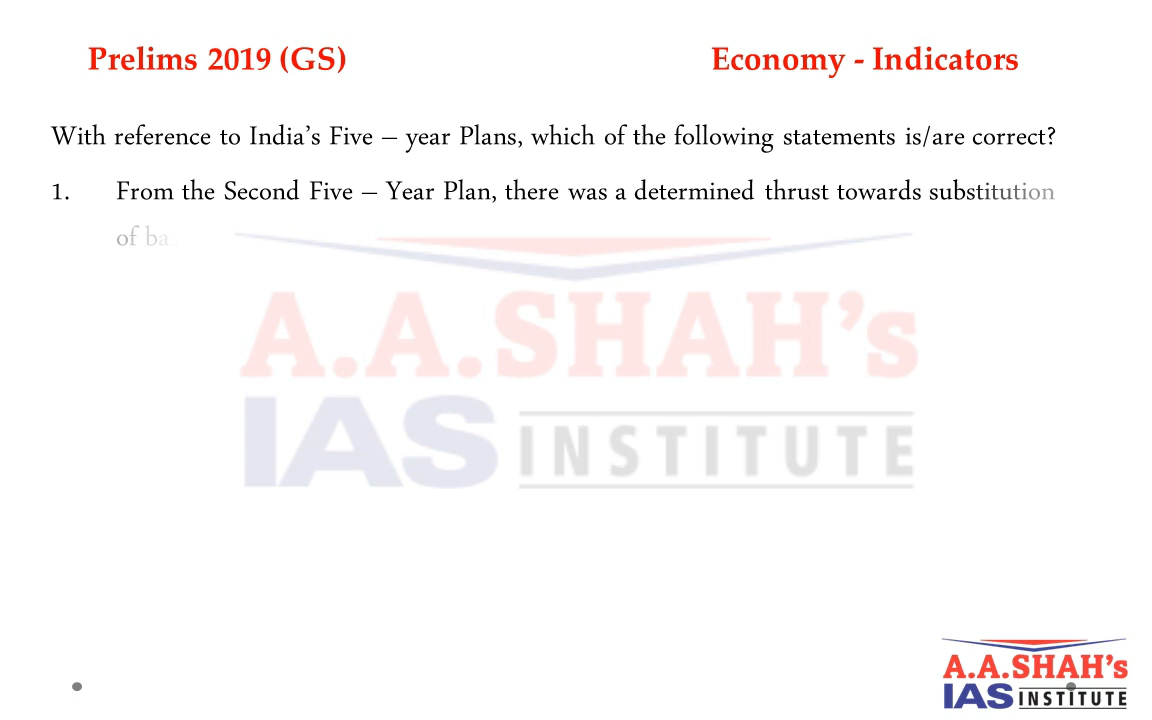 Prelims 2019 (GS)
Economy - Indicators
With reference to India's Five – year Plans, which of the following statements is/are correct?
1. From the Second Five – Year Plan, there was a determined thrust towards substitution
of
A.A.SHAH's
IAS INSTITUTE
A.A.SHAH's
IAS INSTITUTE